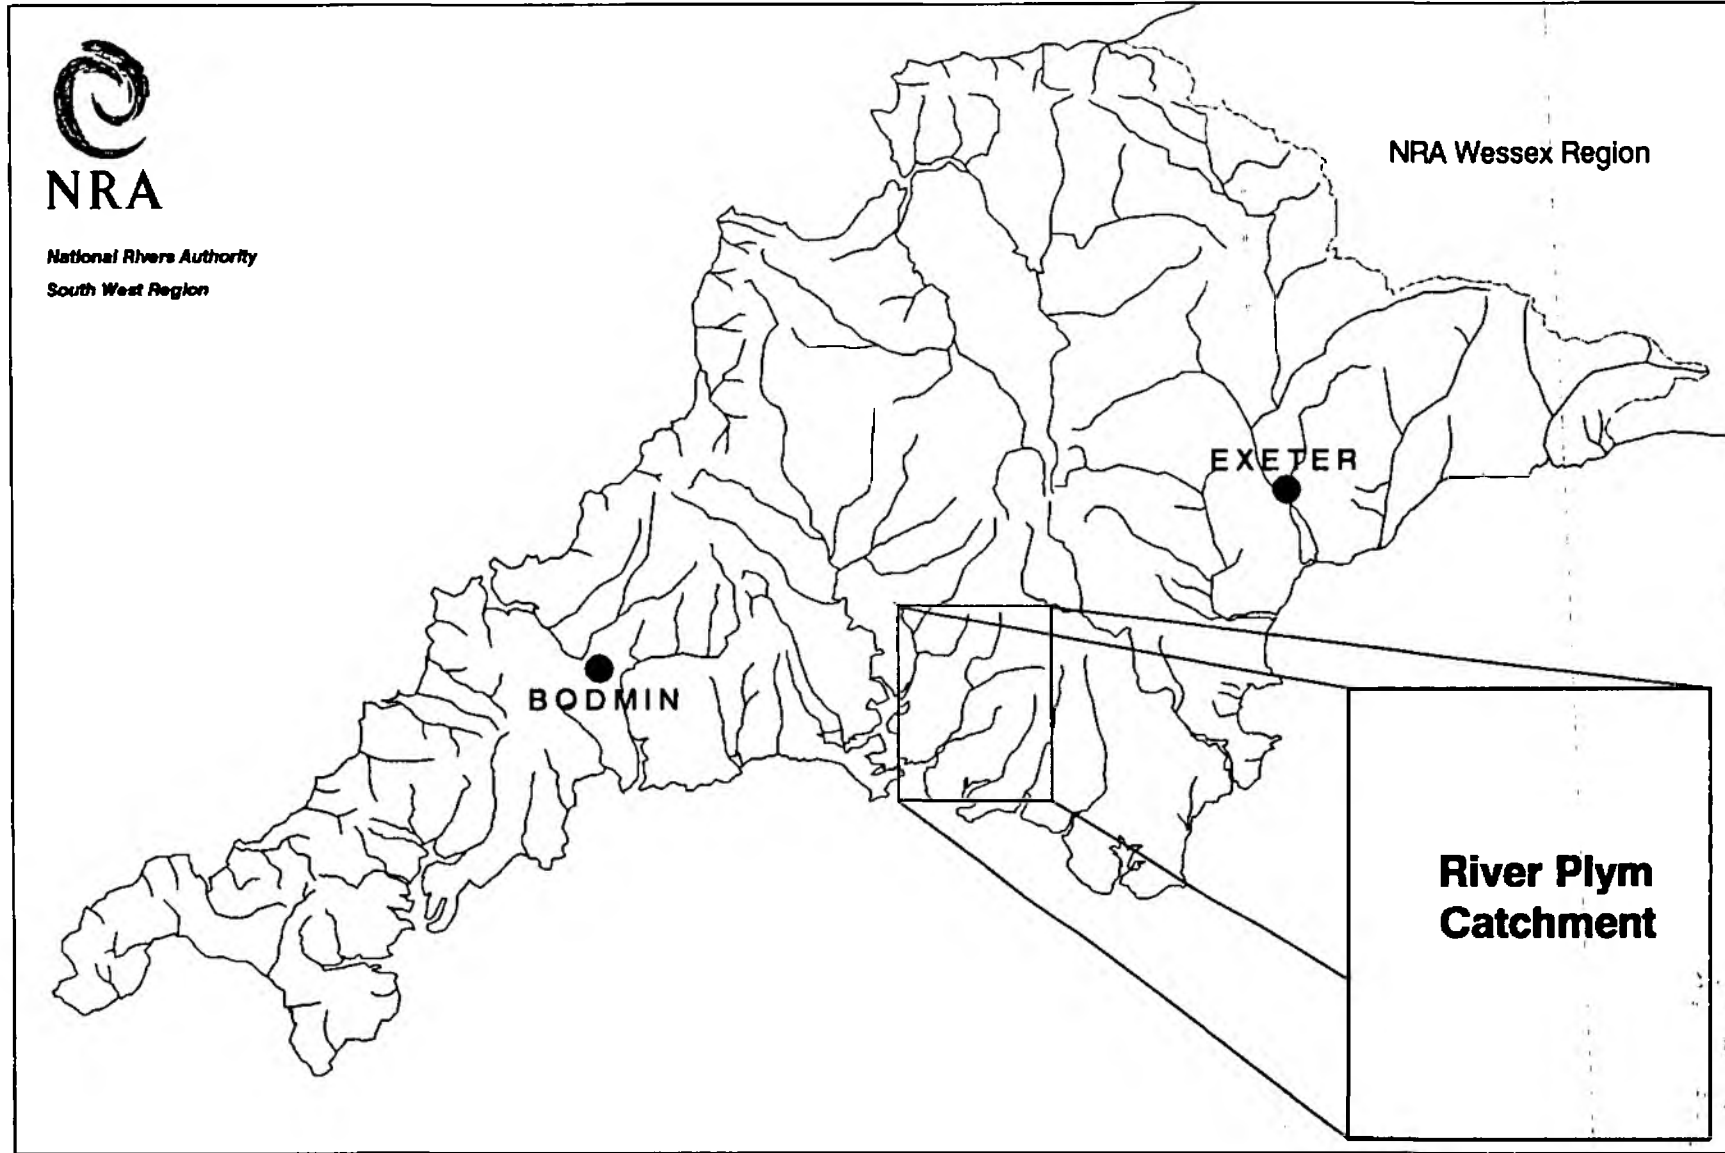 NRA
National Rivers Authority
South West Region
NRA Wessex Region
EXETER
BODMIN
River Plym
Catchment